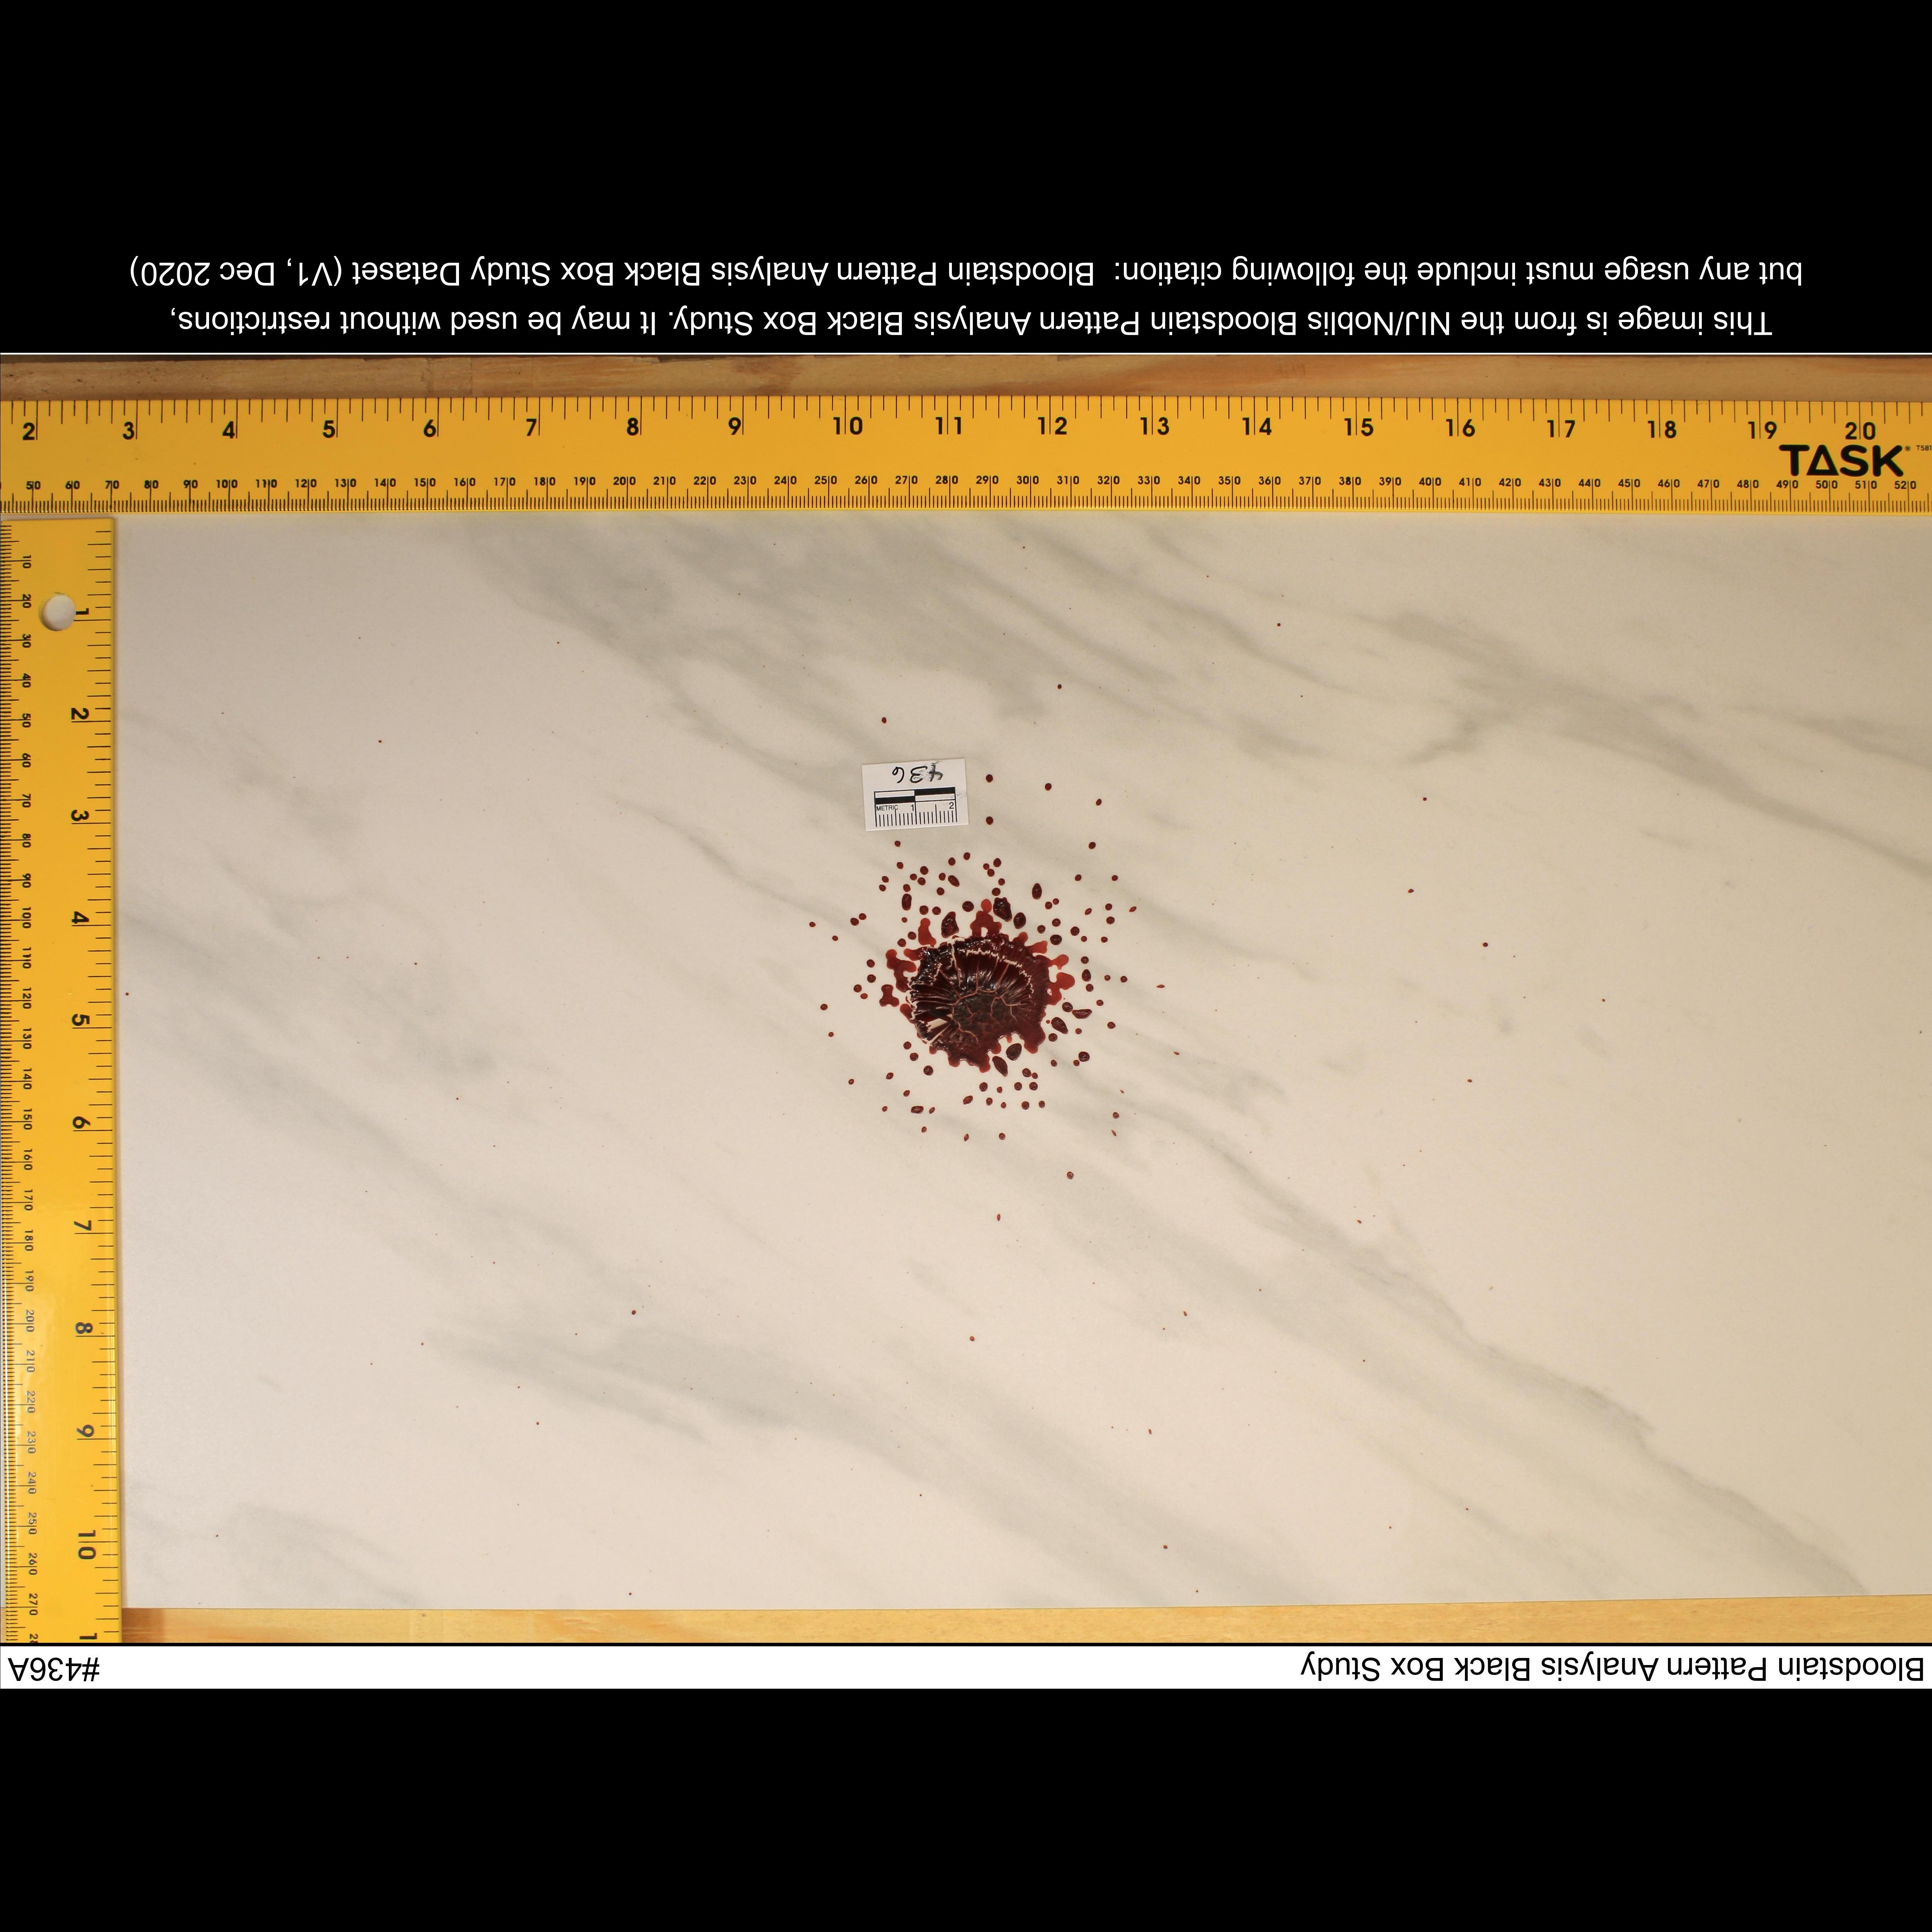 Bloodstain Pattern Analysis Black Box Study
#436A
This image is from the NIJ/Noblis Bloodstain Pattern Analysis Black Box Study. It may be used without restrictions,
but any usage must include the following citation: Bloodstain Pattern Analysis Black Box Study Dataset (V1, Dec 2020)
2 3 4 5 6 7 8 9 10 11 12 13 14 15 16 17 18 19 20
TASK
50 60 70 80 90 100 110 120 130 140 150 160 170 180 190 200 210 220 230 240 250 260 270 280 290 300 310 320 330 340 350 360 370 380 390 400 410 420 430 440 450 460 470 480 490 500 510 520
1 2 3 4 5 6 7 8 9 10 1
10 20 30 40 50 60 70 80 90 100 110 120 130 140 150 160 170 180 190 200 210 220 230 240 250 260 270
436
METRIC 1 2